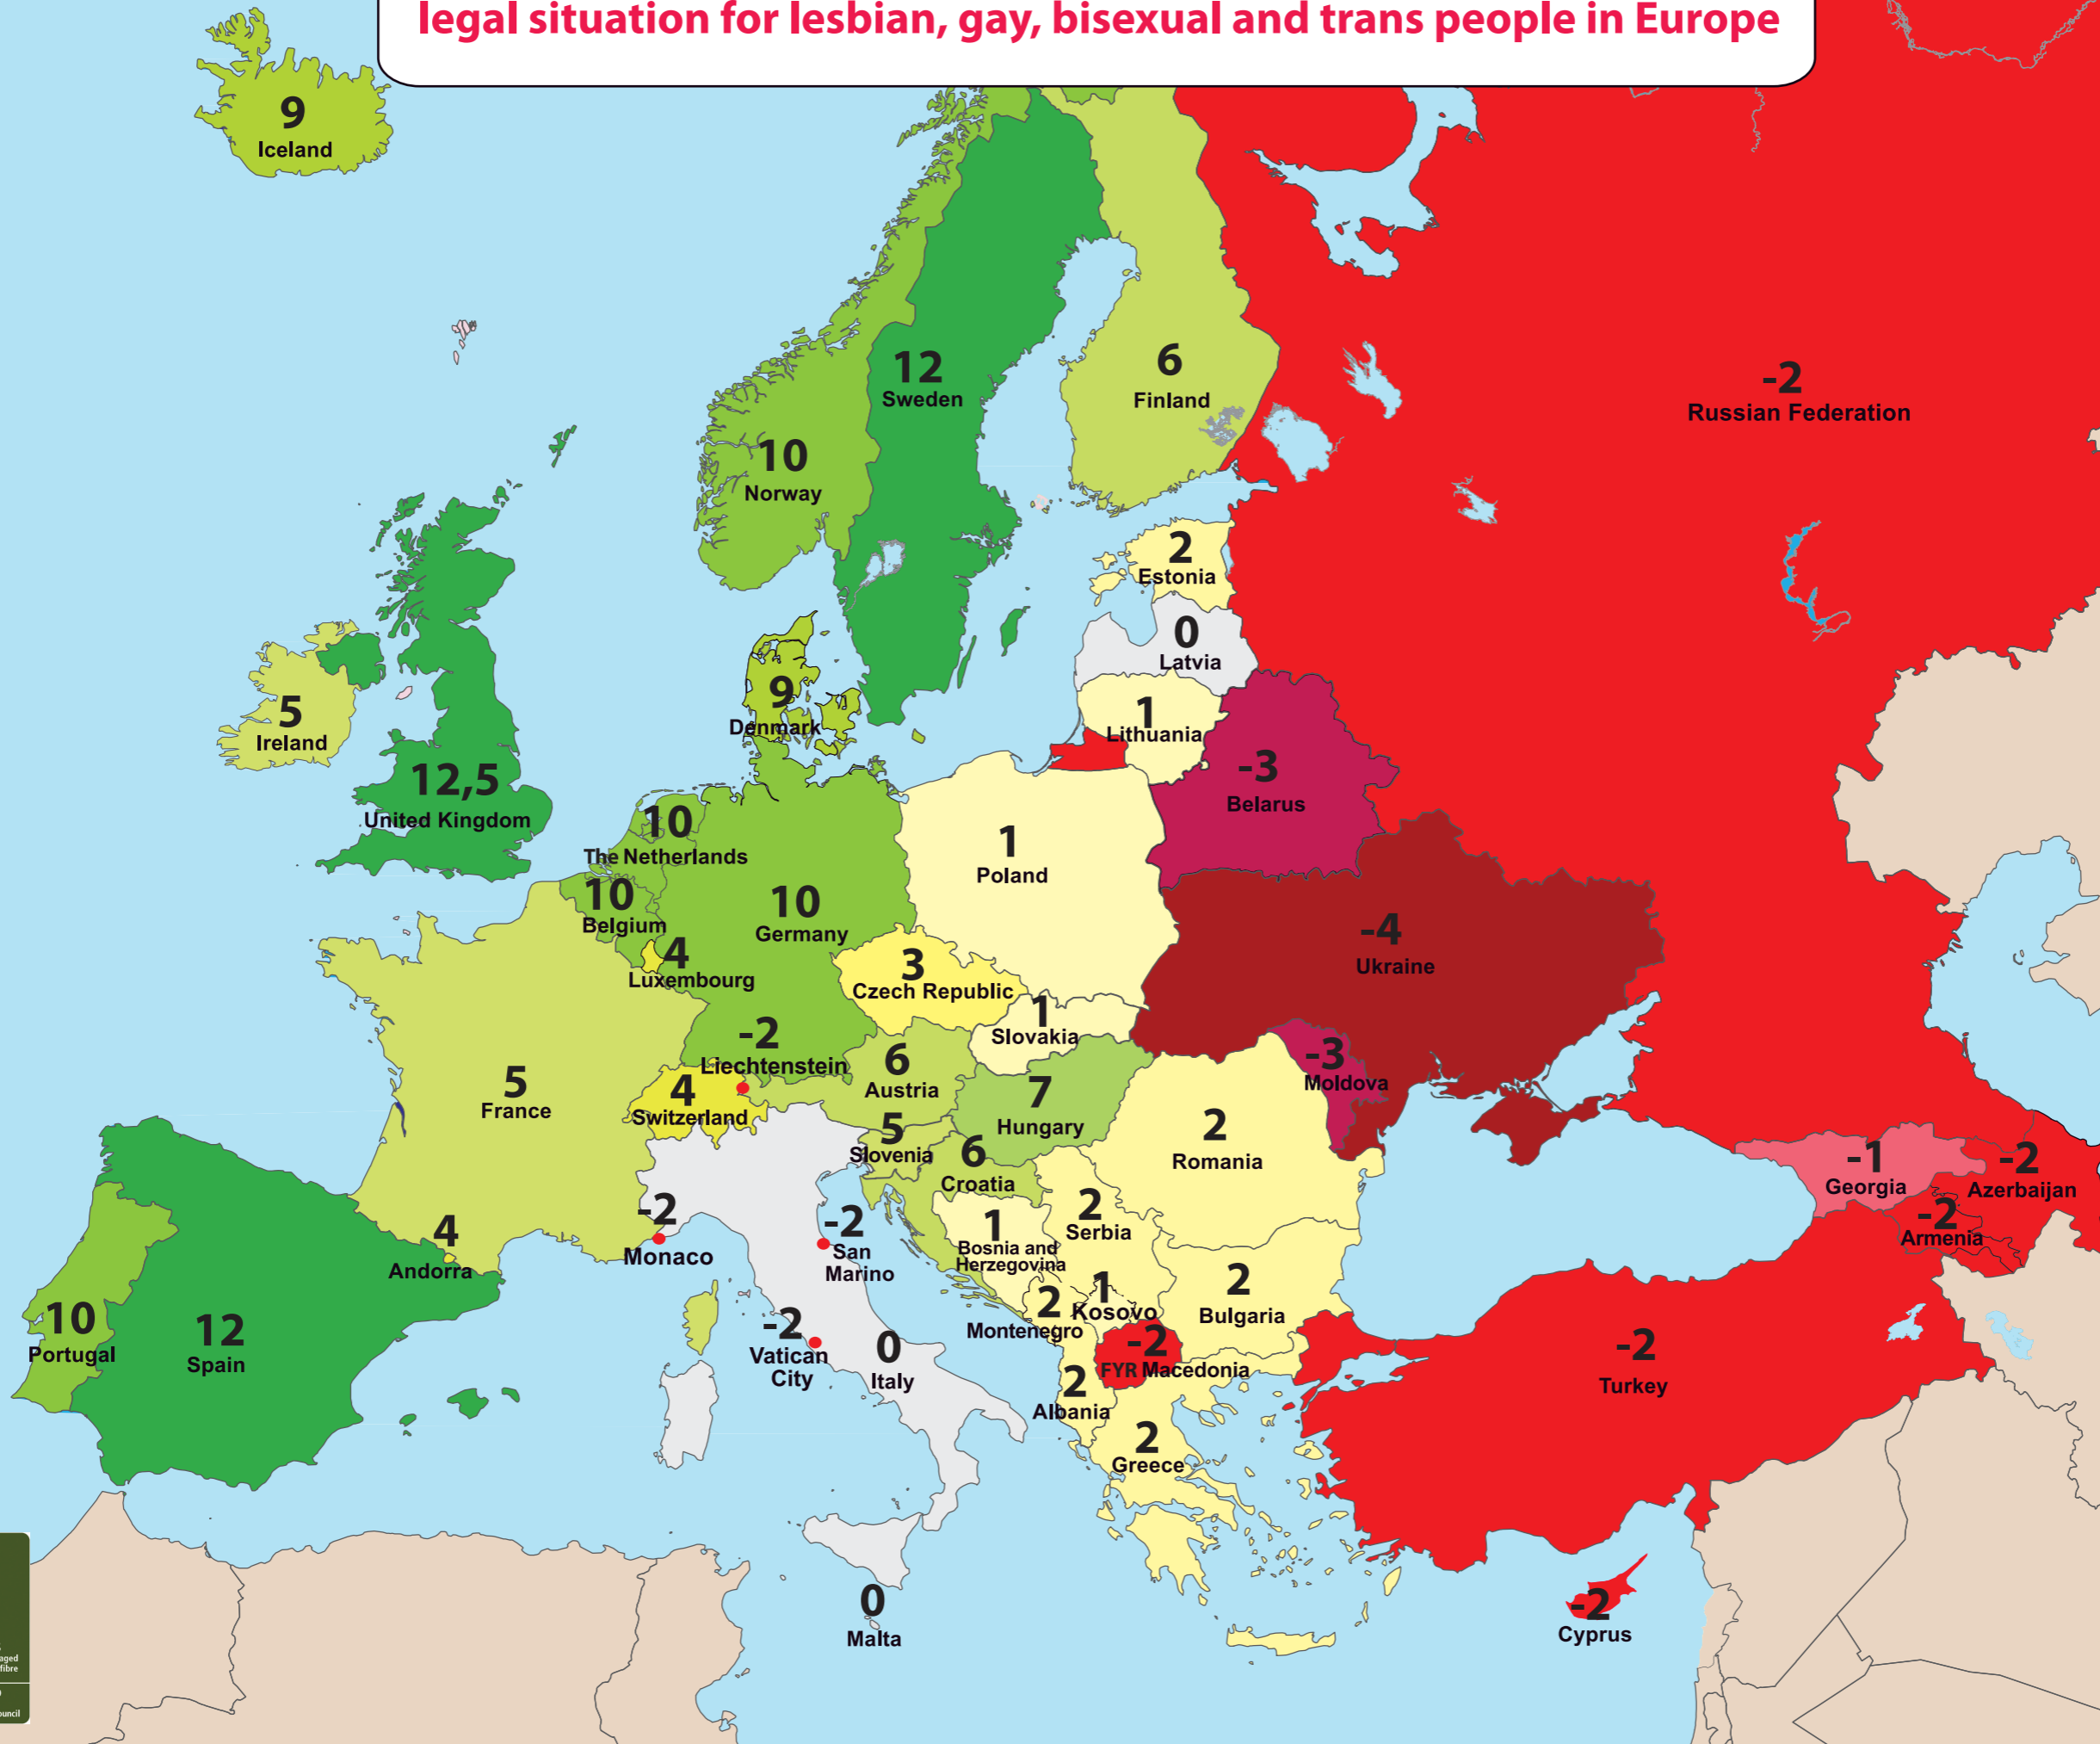 legal situation for lesbian, gay, bisexual and trans people in Europe
9
Iceland
12
Sweden
6
Finland
-2
Russian Federation
10
Norway
2
Estonia
0
Latvia
5
Ireland
9
Denmark
1
Lithuania
12,5
United Kingdom
-3
Belarus
10
The Netherlands
1
Poland
10
Belgium
10
Germany
-4
Ukraine
4
Luxembourg
3
Czech Republic
1
Slovakia
-2
Liechtenstein
6
Austria
-3
Moldova
5
France
4
Switzerland
7
Hungary
2
Romania
5
Slovenia
6
Croatia
-1
Georgia
-2
Azerbaijan
-2
Armenia
4
Andorra
-2
Monaco
-2
San
Marino
1
Bosnia and
Herzegovina
2
Serbia
2
Montenegro
1
Kosovo
2
Bulgaria
10
Portugal
12
Spain
-2
Vatican
City
0
Italy
-2
FYR Macedonia
-2
Turkey
2
Albania
2
Greece
0
Malta
-2
Cyprus
aged
fibre
ouncil